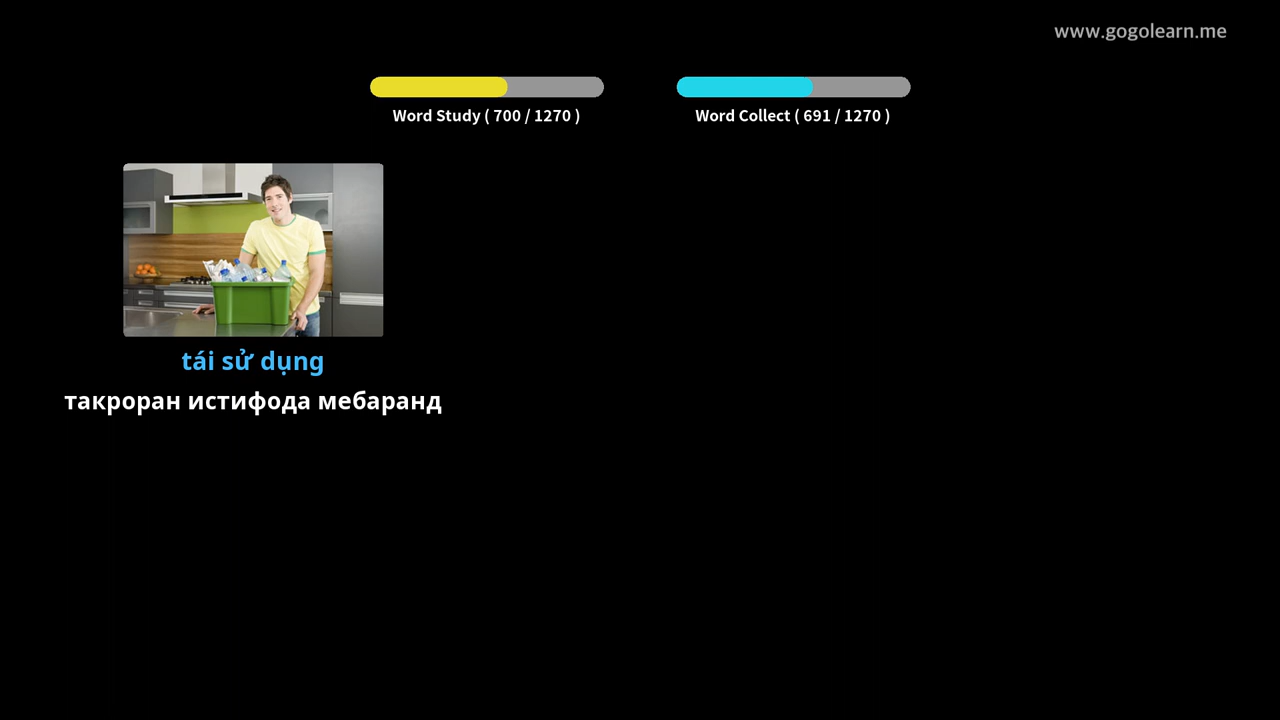 www.gogolearn.me
Word Study ( 700 / 1270 )
Word Collect ( 691 / 1270 )
tái sử dụng
такроран истифода мебаранд